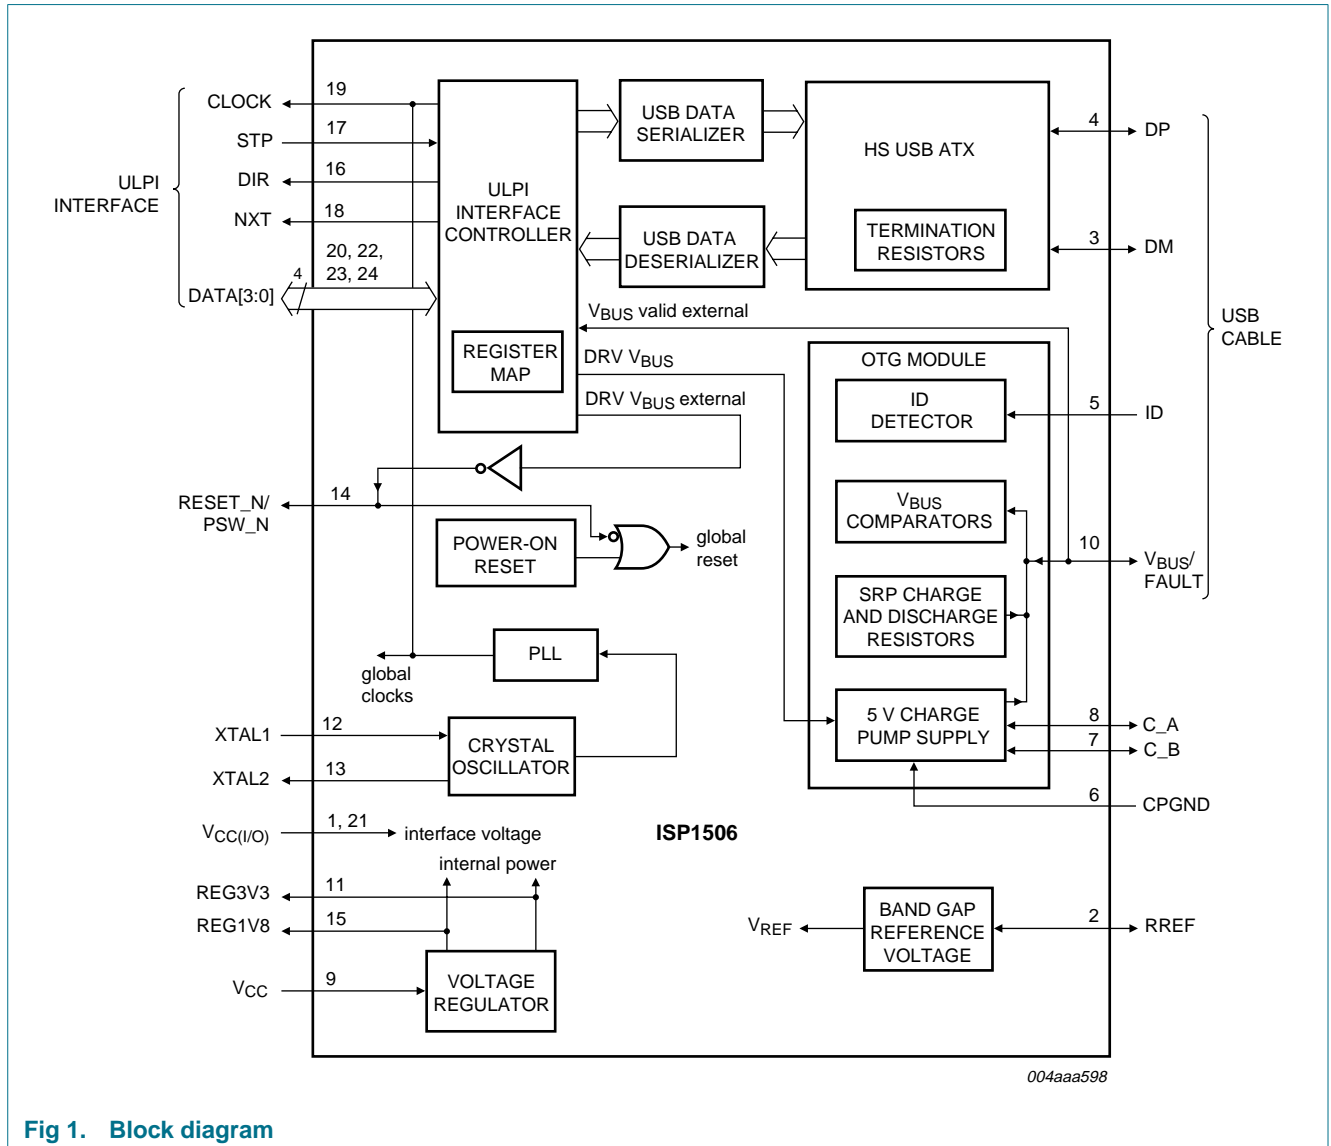 ULPI
INTERFACE
CLOCK
19
STP
17
DIR
16
NXT
18
DATA[3:0]
4
20, 22,
23, 24
ULPI
INTERFACE
CONTROLLER
REGISTER
MAP
USB DATA
SERIALIZER
USB DATA
DESERIALIZER
HS USB ATX
TERMINATION
RESISTORS
4
DP
3
DM
USB
CABLE
VBUS valid external
DRV VBUS
DRV VBUS external
OTG MODULE
ID
DETECTOR
5
ID
VBUS
COMPARATORS
10
VBUS/
FAULT
SRP CHARGE
AND DISCHARGE
RESISTORS
5 V CHARGE
PUMP SUPPLY
8
C_A
7
C_B
6
CPGND
RESET_N/
PSW_N
14
POWER-ON
RESET
global
reset
PLL
global
clocks
XTAL1
12
XTAL2
13
CRYSTAL
OSCILLATOR
VCC(I/O)
1, 21
interface voltage
ISP1506
internal power
REG3V3
11
REG1V8
15
VCC
9
VOLTAGE
REGULATOR
VREF
BAND GAP
REFERENCE
VOLTAGE
2
RREF
004aaa598
Fig 1. Block diagram